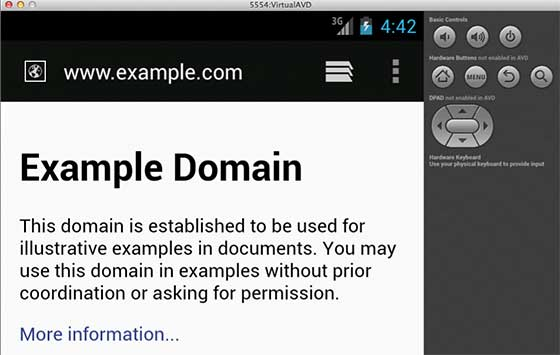 5554:VirtualAVD
3G 4:42
www.example.com
Example Domain
This domain is established to be used for
illustrative examples in documents. You may
use this domain in examples without prior
coordination or asking for permission.
More information...
Basic Controls
Hardware Buttons not enabled in AVD
MENU
DPAD not enabled in AVD
Hardware Keyboard
Use your physical keyboard to provide input